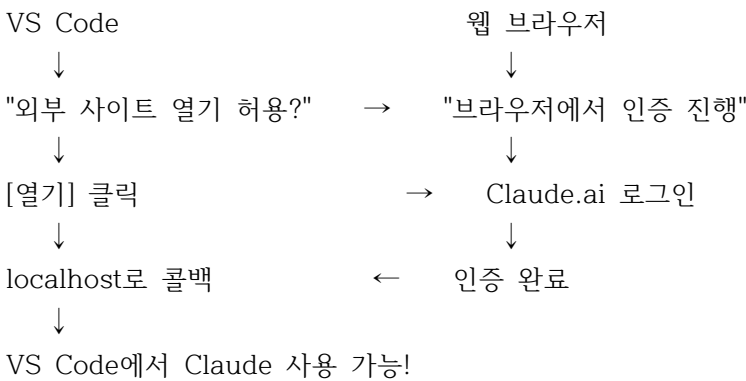 VS Code 웹 브라우저
↓ ↓
"외부 사이트 열기 허용?" → "브라우저에서 인증 진행"
↓ ↓
[열기] 클릭 → Claude.ai 로그인
↓ ↓
localhost로 콜백 ← 인증 완료
↓
VS Code에서 Claude 사용 가능!